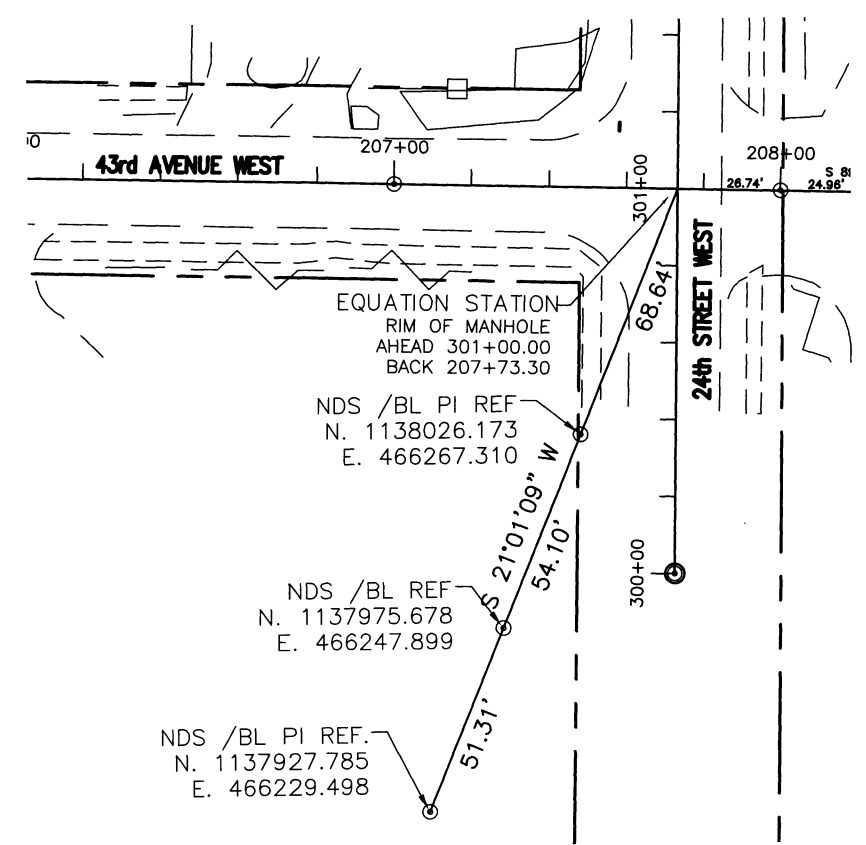 00
207+00
43rd AVENUE WEST
208+00
26.74'
24.96'
301+00
24th STREET WEST
68.64'
EQUATION STATION
RIM OF MANHOLE
AHEAD 301+00.00
BACK 207+73.30
NDS /BL PI REF
N. 1138026.173
E. 466267.310
S 21°01'09" W
54.10'
300+00
NDS /BL REF
N. 1137975.678
E. 466247.899
51.31'
NDS /BL PI REF.
N. 1137927.785
E. 466229.498